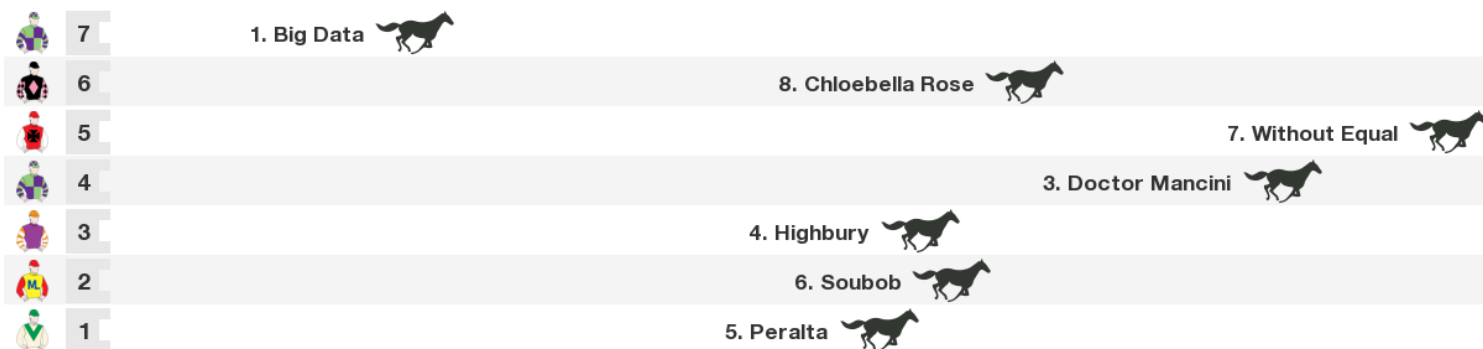 7 1. Big Data
6 8. Chloebella Rose
5 7. Without Equal
4 3. Doctor Mancini
3 4. Highbury
2 ML 6. Soubob
1 5. Peralta